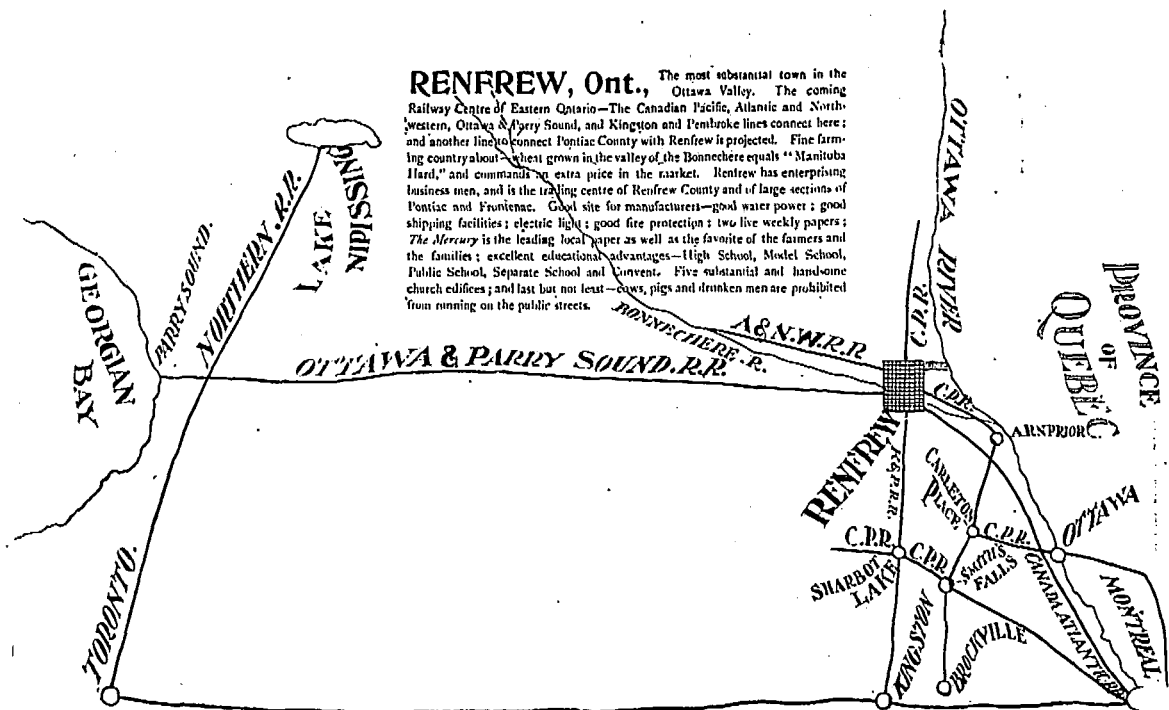 RENFREW, Ont., The most substantial town in the
Ottawa Valley. The coming
Railway Centre of Eastern Ontario—The Canadian Pacific, Atlantic and North-
western, Ottawa & Parry Sound, and Kingston and Pembroke lines connect here;
and another line to connect Pontiac County with Renfrew is projected. Fine farm-
ing country about—wheat grown in the valley of the Bonnechere equals "Manitoba
Hard," and commands an extra price in the market. Renfrew has enterprising
business men, and is the trading centre of Renfrew County and of large sections of
Pontiac and Frontenac. Good site for manufacturers—good water power; good
shipping facilities; electric light; good fire protection; two live weekly papers;
The Mercury is the leading local paper as well as the favorite of the farmers and
the families; excellent educational advantages—High School, Model School,
Public School, Separate School and Convent. Five substantial and handsome
church edifices; and last but not least—cows, pigs and drunken men are prohibited
from running on the public streets.
LAKE
NIPISSING
NORTHERN.R.R.
PARRY SOUND.
GEORGIAN
BAY
OTTAWA RIVER
PROVINCE
OF
QUEBEC
C.P.R.
A & N.W.R.R
BONNECHERE.R.
OTTAWA & PARRY SOUND.R.R.
C.P.R.
ARNPRIOR
RENFREW
K&P.R.R.
CARLETON
PLACE.
OTTAWA
C.P.R.
C.P.R.
C.P.R.
SHARBOT
LAKE
SMITH'S
FALLS
CANADA ATLANTIC RR
MONTREAL
TORONTO.
KINGSTON
BROCKVILLE